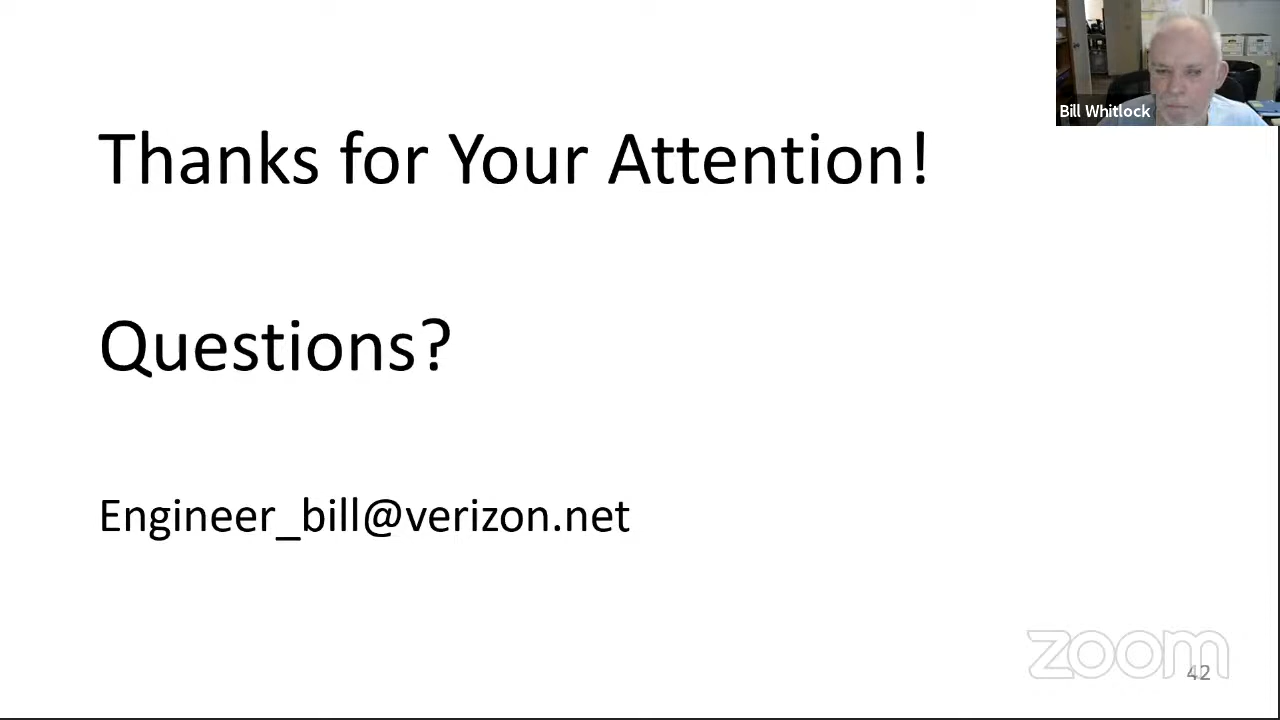 Bill Whitlock
Thanks for Your Attention!
Questions?
Engineer_bill@verizon.net
zoom
42